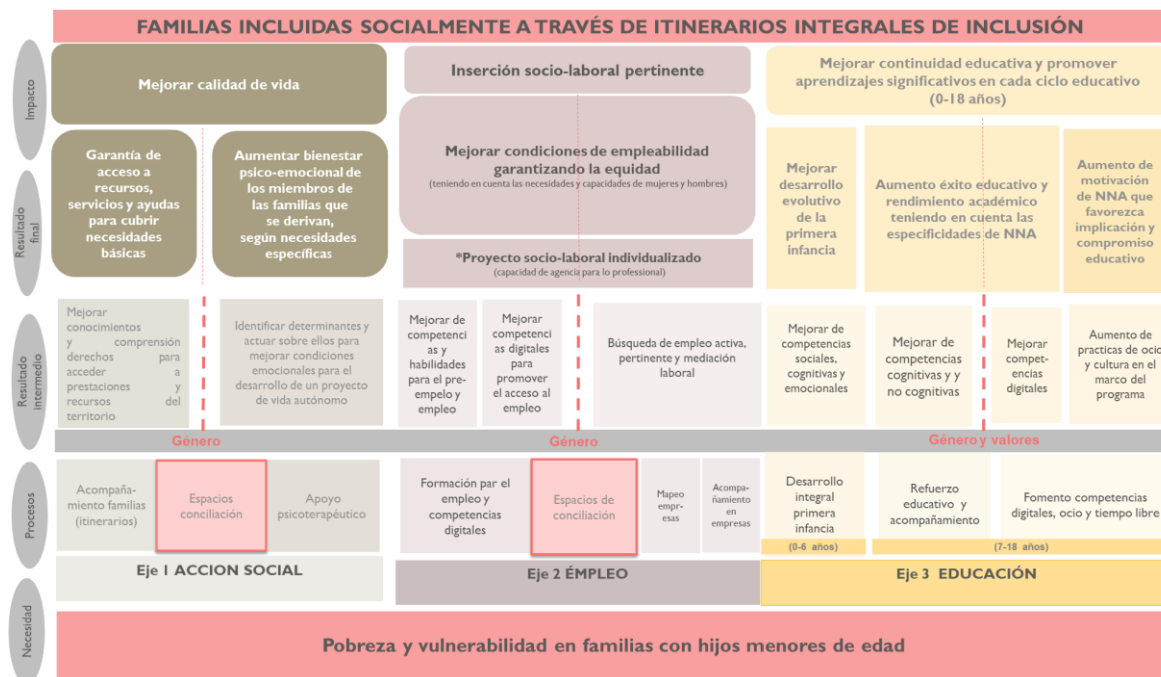 FAMILIAS INCLUIDAS SOCIALMENTE A TRAVÉS DE ITINERARIOS INTEGRALES DE INCLUSIÓN
Impacto
Mejorar calidad de vida
Inserción socio-laboral pertinente
Mejorar continuidad educativa y promover
aprendizajes significativos en cada ciclo educativo
(0-18 años)
Resultado
final
Garantía de
acceso a
recursos,
servicios y ayudas
para cubrir
necesidades
básicas
Aumentar bienestar
psico-emocional de
los miembros de
las familias que
se derivan,
según necesidades
específicas
Mejorar condiciones de empleabilidad
garantizando la equidad
(teniendo en cuenta las necesidades y capacidades de mujeres y hombres)
*Proyecto socio-laboral individualizado
(capacidad de agencia para lo professional)
Mejorar
desarrollo
evolutivo
de la
primera
infancia
Aumento éxito educativo y
rendimiento académico
teniendo en cuenta las
especificidades de NNA
Aumento de
motivación
de NNA que
favorezca
implicación y
compromiso
educativo
Resultado
intermedio
Mejorar
conocimientos
y comprensión
derechos para
acceder a
prestaciones y
recursos del
territorio
Identificar determinantes y
actuar sobre ellos para
mejorar condiciones
emocionales para el
desarrollo de un proyecto
de vida autónomo
Mejorar de
competenci
as y
habilidades
para el pre-
empelo y
empleo
Mejorar
competenci
as digitales
para
promover
el acceso al
empleo
Búsqueda de empleo activa,
pertinente y mediación
laboral
Mejorar de
competencias
sociales,
cognitivas y
emocionales
Mejorar de
competencias
cognitivas y y
no cognitivas
Mejorar
compet-
encias
digitales
Aumento de
practicas de ocio
y cultura en el
marco del
programa
Género
Género
Género y valores
Procesos
Acompaña-
miento familias
(itinerarios)
Espacios
conciliación
Apoyo
psicoterapéutico
Formación par el
empleo y
competencias
digitales
Espacios de
conciliación
Mapeo
empr-
esas
Acompa-
ñamiento
en
empresas
Desarrollo
integral
primera
infancia
Refuerzo
educativo y
acompañamiento
Fomento competencias
digitales, ocio y tiempo libre
(0-6 años)
(7-18 años)
Eje 1 ACCION SOCIAL
Eje 2 ÉMPLEO
Eje 3 EDUCACIÓN
Necesidad
Pobreza y vulnerabilidad en familias con hijos menores de edad